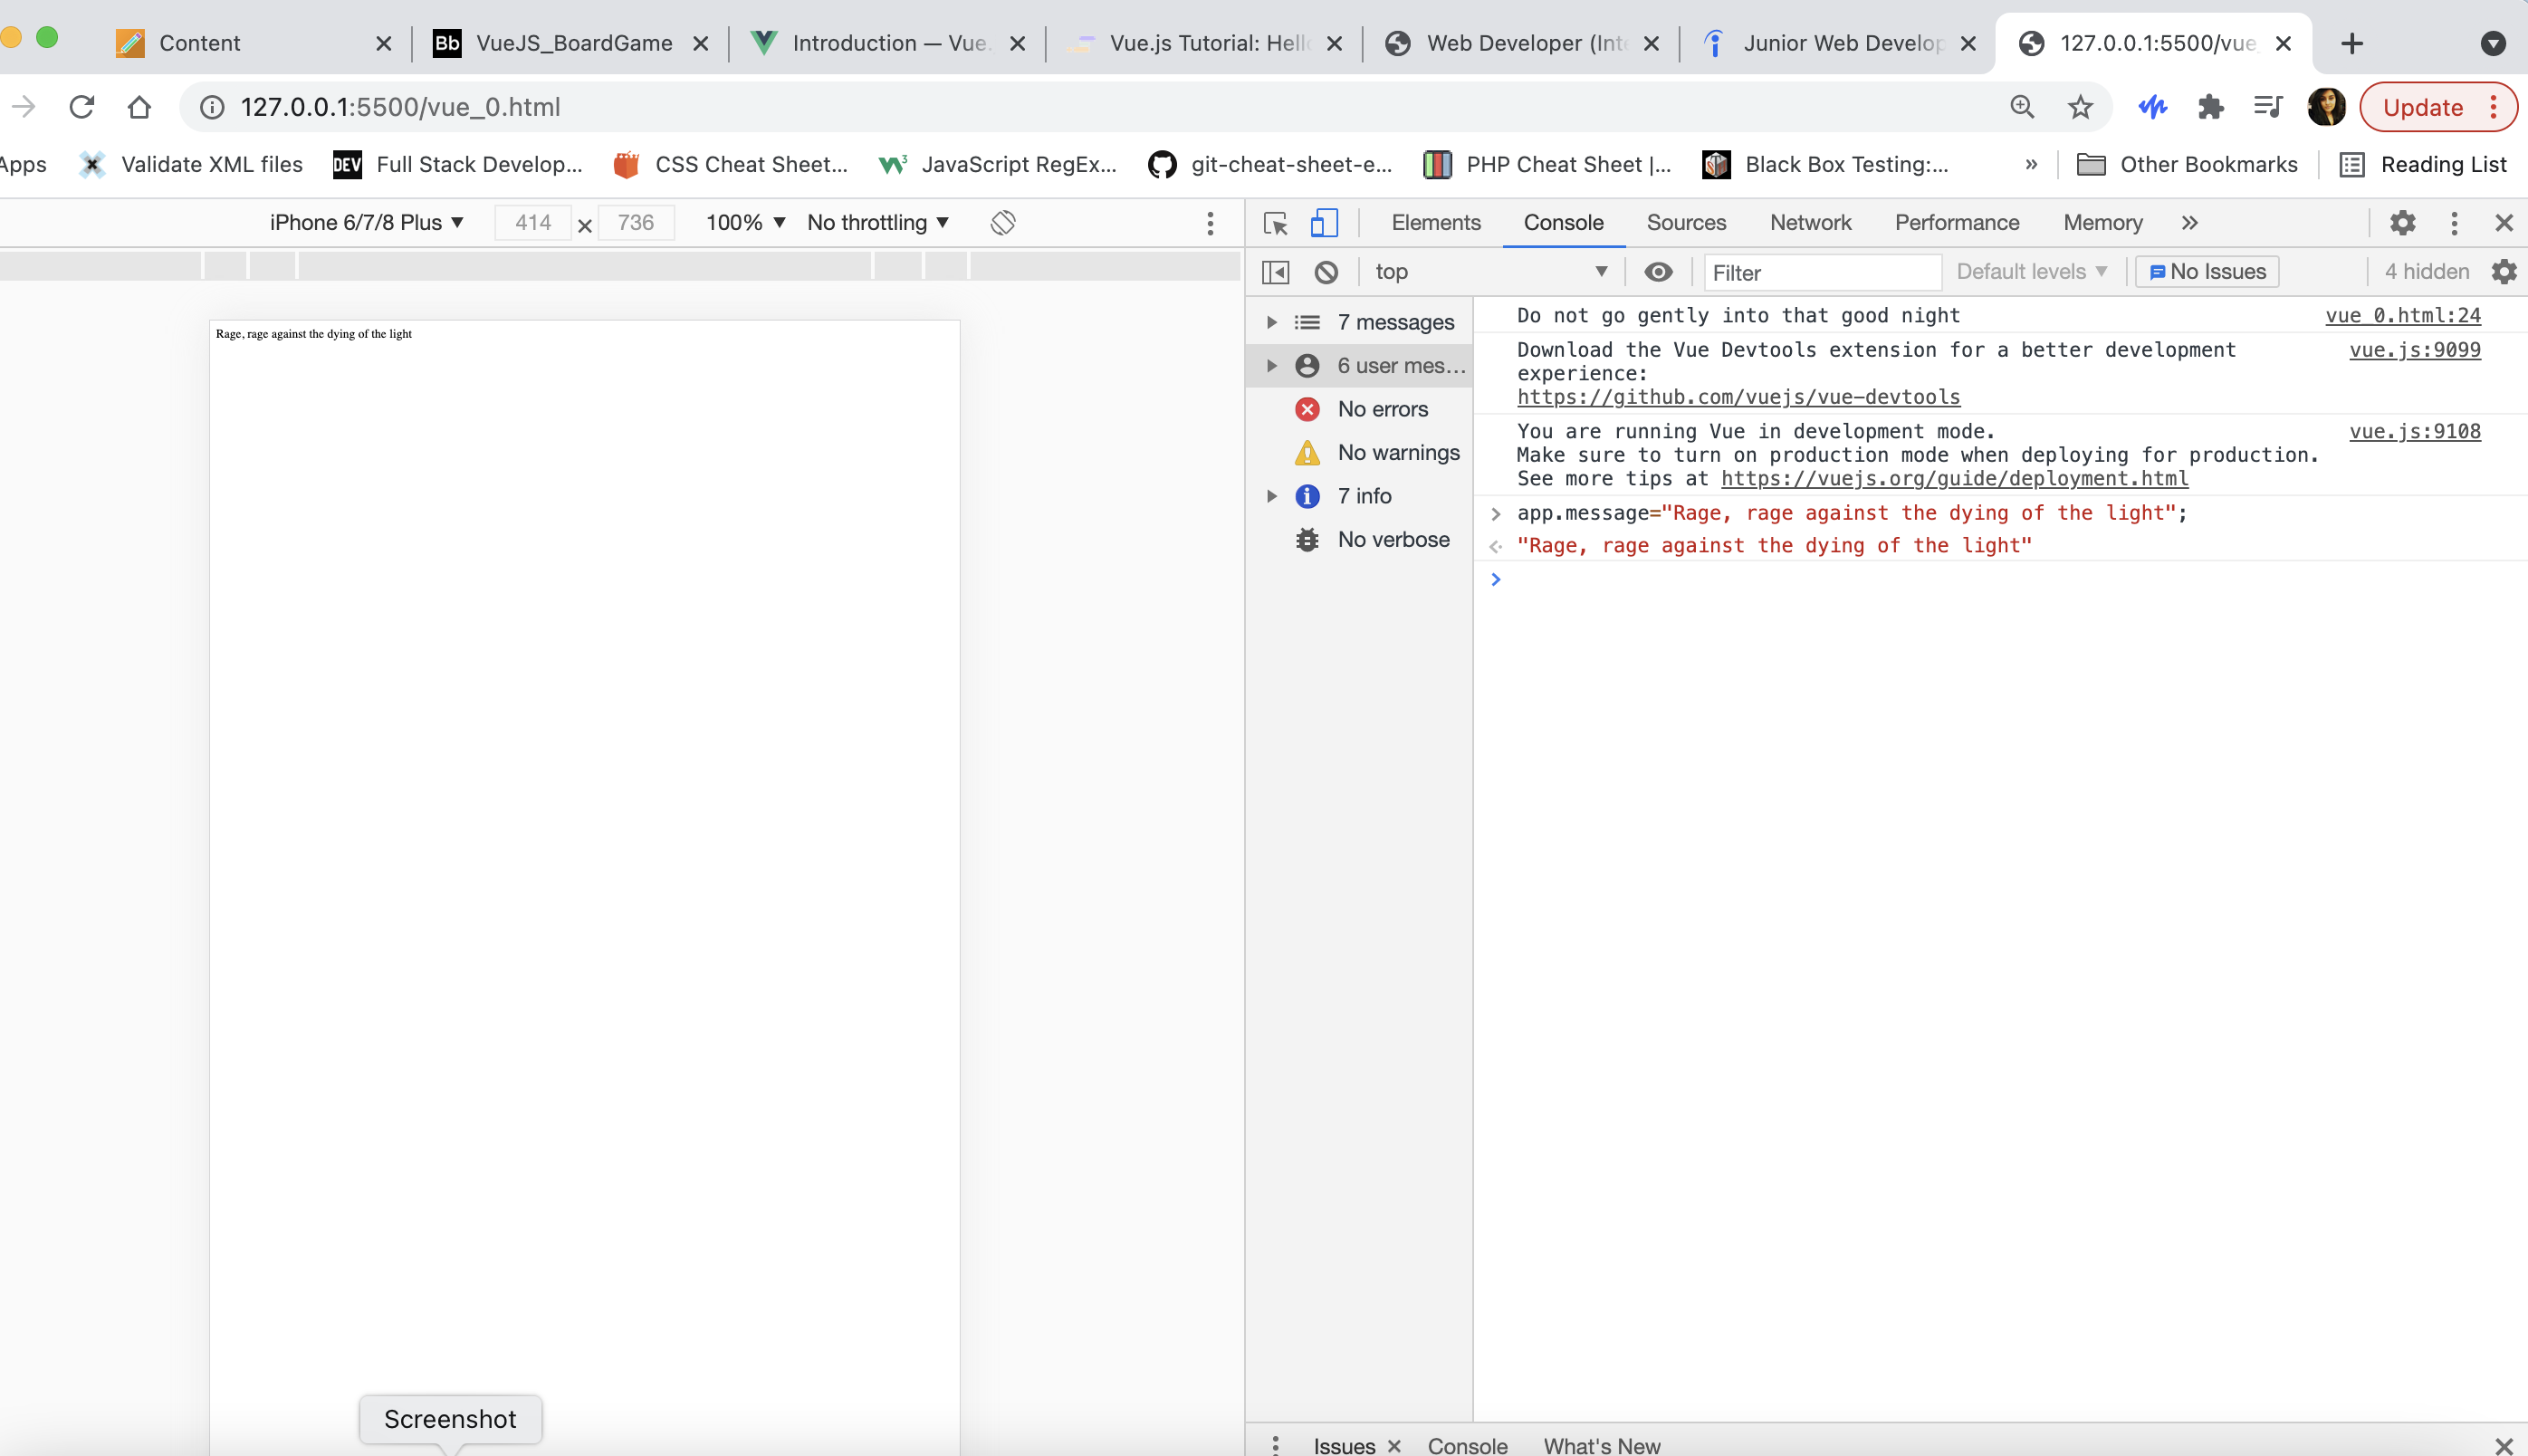 Content
VueJS_BoardGame
Introduction — Vue.
Vue.js Tutorial: Hello
Web Developer (Inte
Junior Web Develop
127.0.0.1:5500/vue_
127.0.0.1:5500/vue_0.html
Update
Apps
Validate XML files
DEV
Full Stack Develop...
CSS Cheat Sheet...
JavaScript RegEx...
git-cheat-sheet-e...
PHP Cheat Sheet |...
Black Box Testing:...
»
Other Bookmarks
Reading List
iPhone 6/7/8 Plus
414 × 736
100%
No throttling
Elements
Console
Sources
Network
Performance
Memory
top
Filter
Default levels
No Issues
4 hidden
Rage, rage against the dying of the light
7 messages
6 user mes...
No errors
No warnings
7 info
No verbose
Do not go gently into that good night vue_0.html:24
Download the Vue Devtools extension for a better development vue.js:9099
experience:
https://github.com/vuejs/vue-devtools
You are running Vue in development mode. vue.js:9108
Make sure to turn on production mode when deploying for production.
See more tips at https://vuejs.org/guide/deployment.html
app.message="Rage, rage against the dying of the light";
"Rage, rage against the dying of the light"
Screenshot
Issues
Console
What's New